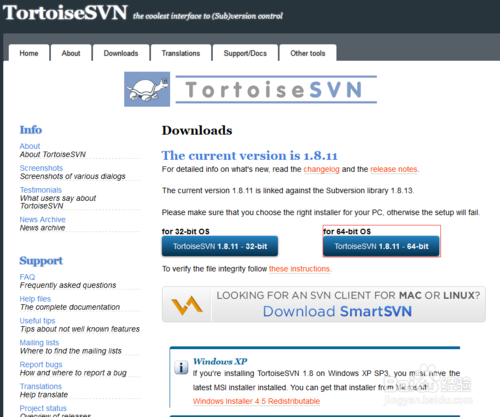 TortoiseSVN the coolest interface to (Sub)version control
Home About Downloads Translations Support/Docs Other tools
TortoiseSVN
Info
About
About TortoiseSVN
Screenshots
Screenshots of various dialogs
Testimonials
What users say about
TortoiseSVN
News Archive
News archive
Support
FAQ
Frequently asked questions
Help files
The complete documentation
Useful tips
Tips about not well known features
Mailing lists
Where to find the mailing lists
Report bugs
How and where to report a bug
Translations
Help translate
Project status
Overview of releases
Downloads
The current version is 1.8.11
For detailed info on what's new, read the changelog and the release notes.
The current version 1.8.11 is linked against the Subversion library 1.8.13.
Please make sure that you choose the right installer for your PC, otherwise the setup will fail.
for 32-bit OS
TortoiseSVN 1.8.11 - 32-bit
for 64-bit OS
TortoiseSVN 1.8.11 - 64-bit
To verify the file integrity follow these instructions.
LOOKING FOR AN SVN CLIENT FOR MAC OR LINUX?
Download SmartSVN
Windows XP
If you're installing TortoiseSVN 1.8 on Windows XP SP3, you must have the
latest MSI installer installed. You can get that installer from Microsoft:
Windows Installer 4.5 Redistributable
jingyan.baidu.com